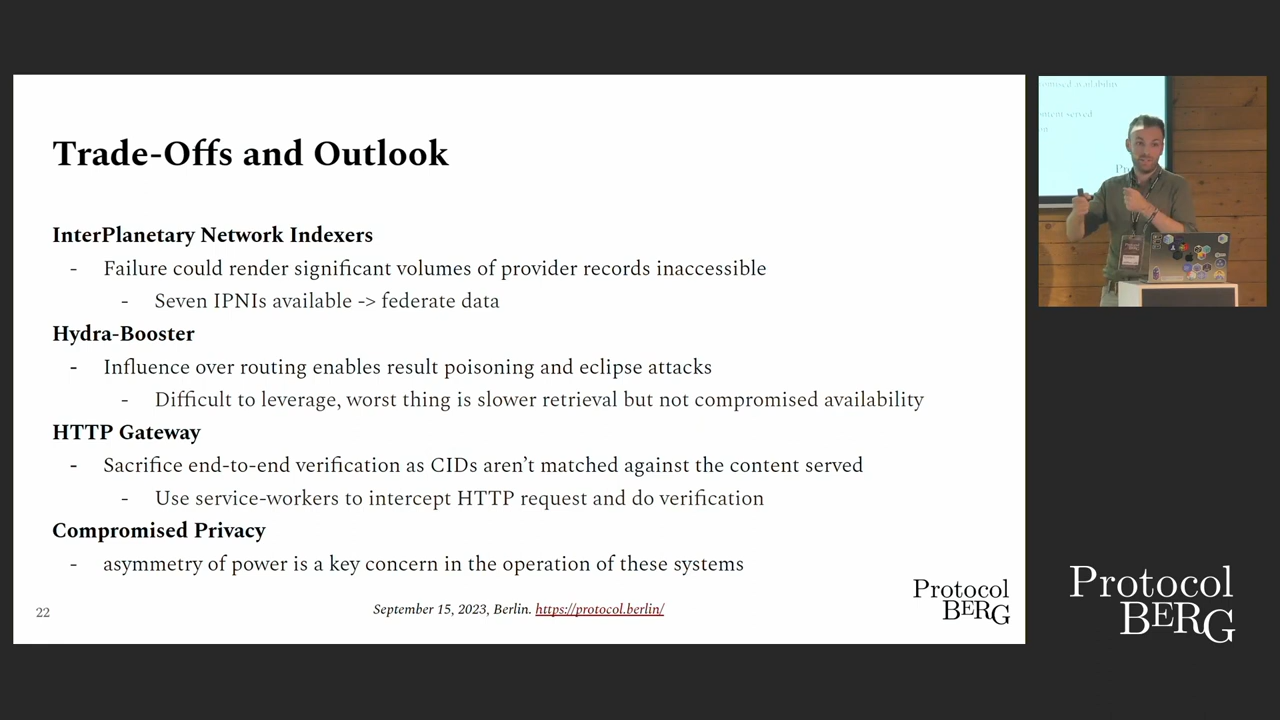 Trade-Offs and Outlook
InterPlanetary Network Indexers
- Failure could render significant volumes of provider records inaccessible
- Seven IPNIs available -> federate data
Hydra-Booster
- Influence over routing enables result poisoning and eclipse attacks
- Difficult to leverage, worst thing is slower retrieval but not compromised availability
HTTP Gateway
- Sacrifice end-to-end verification as CIDs aren't matched against the content served
- Use service-workers to intercept HTTP request and do verification
Compromised Privacy
- asymmetry of power is a key concern in the operation of these systems
22
September 15, 2023, Berlin. https://protocol.berlin/
Protocol
BERG
Protocol
BERG